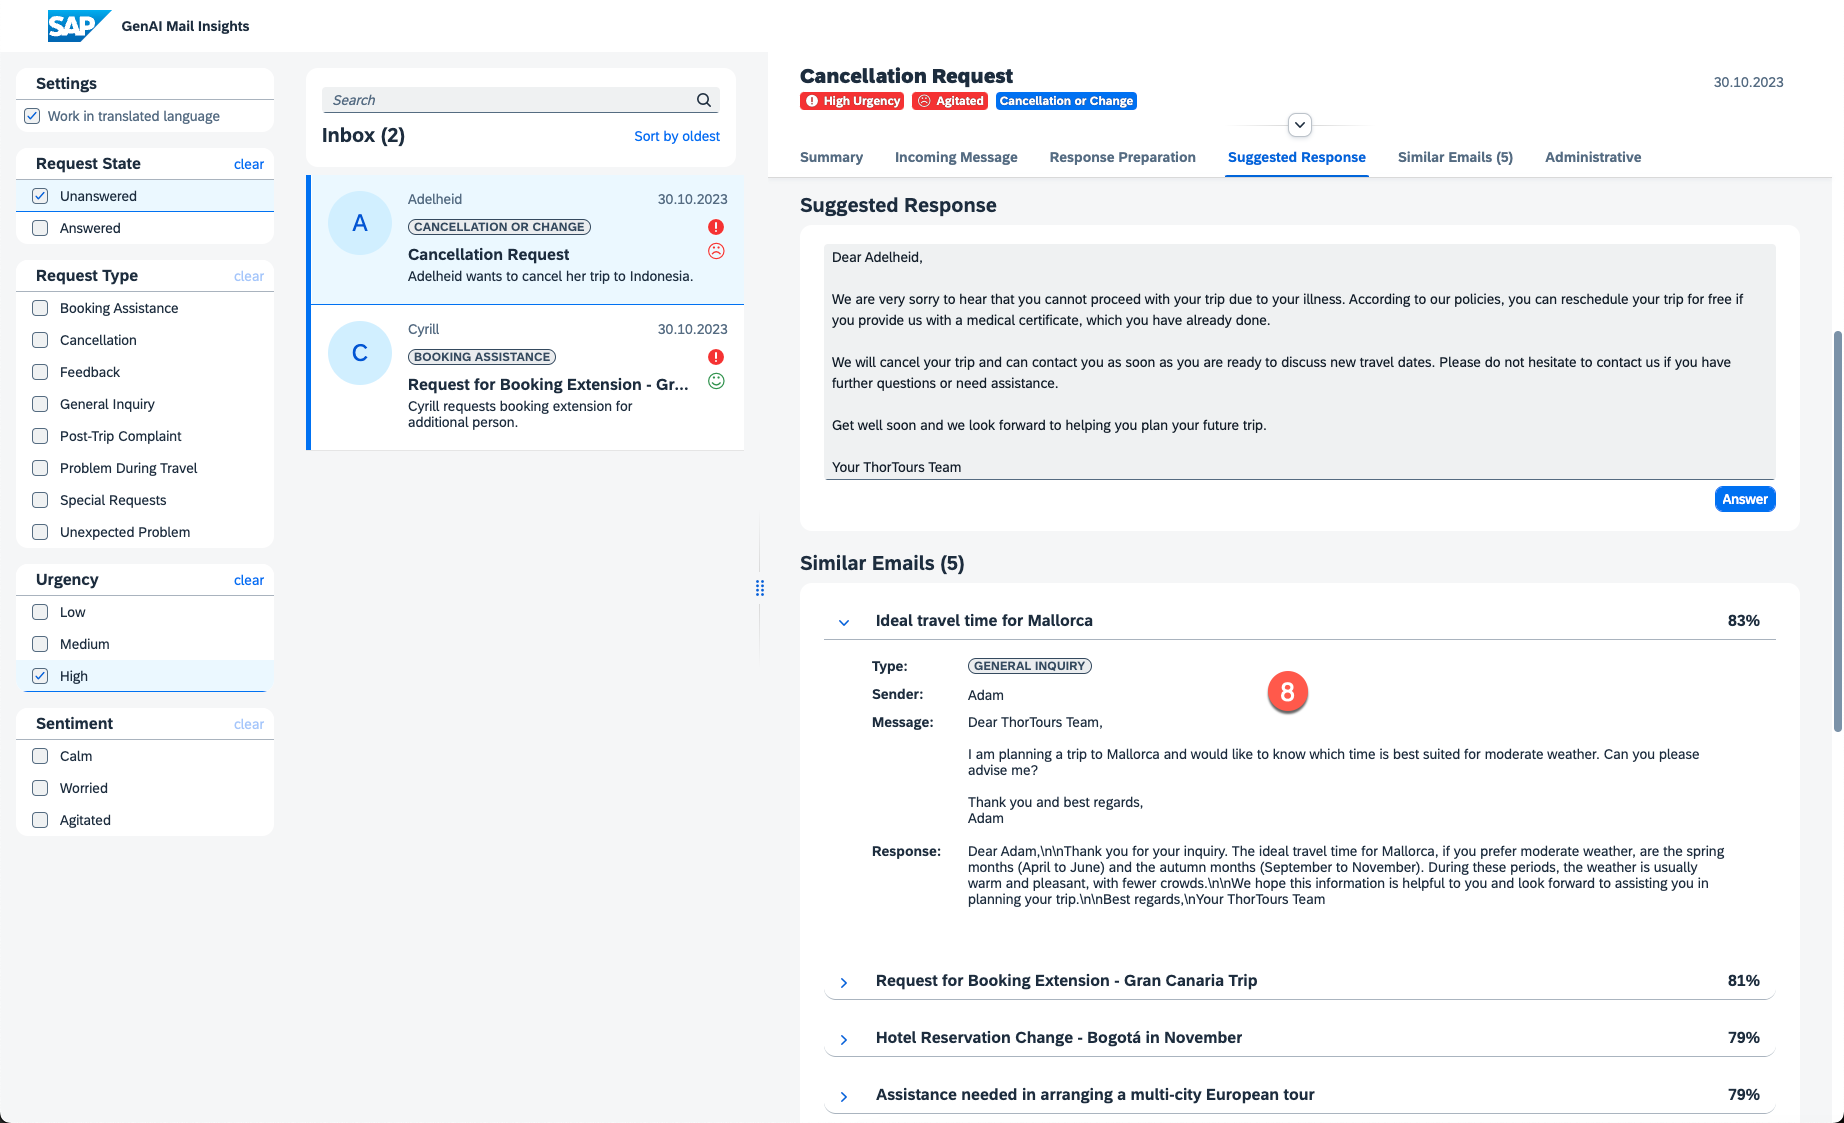 SAP GenAI Mail Insights
Settings
Work in translated language
Request State clear
Unanswered
Answered
Request Type clear
Booking Assistance
Cancellation
Feedback
General Inquiry
Post-Trip Complaint
Problem During Travel
Special Requests
Unexpected Problem
Urgency clear
Low
Medium
High
Sentiment clear
Calm
Worried
Agitated
Search
Inbox (2) Sort by oldest
A
Adelheid 30.10.2023
CANCELLATION OR CHANGE
Cancellation Request
Adelheid wants to cancel her trip to Indonesia.
C
Cyrill 30.10.2023
BOOKING ASSISTANCE
Request for Booking Extension - Gr...
Cyrill requests booking extension for
additional person.
Cancellation Request 30.10.2023
High Urgency Agitated Cancellation or Change
Summary Incoming Message Response Preparation Suggested Response Similar Emails (5) Administrative
Suggested Response
Dear Adelheid,
We are very sorry to hear that you cannot proceed with your trip due to your illness. According to our policies, you can reschedule your trip for free if
you provide us with a medical certificate, which you have already done.
We will cancel your trip and can contact you as soon as you are ready to discuss new travel dates. Please do not hesitate to contact us if you have
further questions or need assistance.
Get well soon and we look forward to helping you plan your future trip.
Your ThorTours Team
Answer
Similar Emails (5)
Ideal travel time for Mallorca 83%
Type: GENERAL INQUIRY
8
Sender: Adam
Message: Dear ThorTours Team,
I am planning a trip to Mallorca and would like to know which time is best suited for moderate weather. Can you please
advise me?
Thank you and best regards,
Adam
Response: Dear Adam,\n\nThank you for your inquiry. The ideal travel time for Mallorca, if you prefer moderate weather, are the spring
months (April to June) and the autumn months (September to November). During these periods, the weather is usually
warm and pleasant, with fewer crowds.\n\nWe hope this information is helpful to you and look forward to assisting you in
planning your trip.\n\nBest regards,\nYour ThorTours Team
Request for Booking Extension - Gran Canaria Trip 81%
Hotel Reservation Change - Bogotá in November 79%
Assistance needed in arranging a multi-city European tour 79%